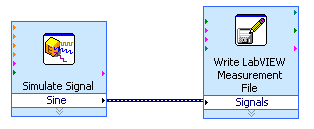 Simulate Signal
Sine
Write LabVIEW
Measurement
File
Signals